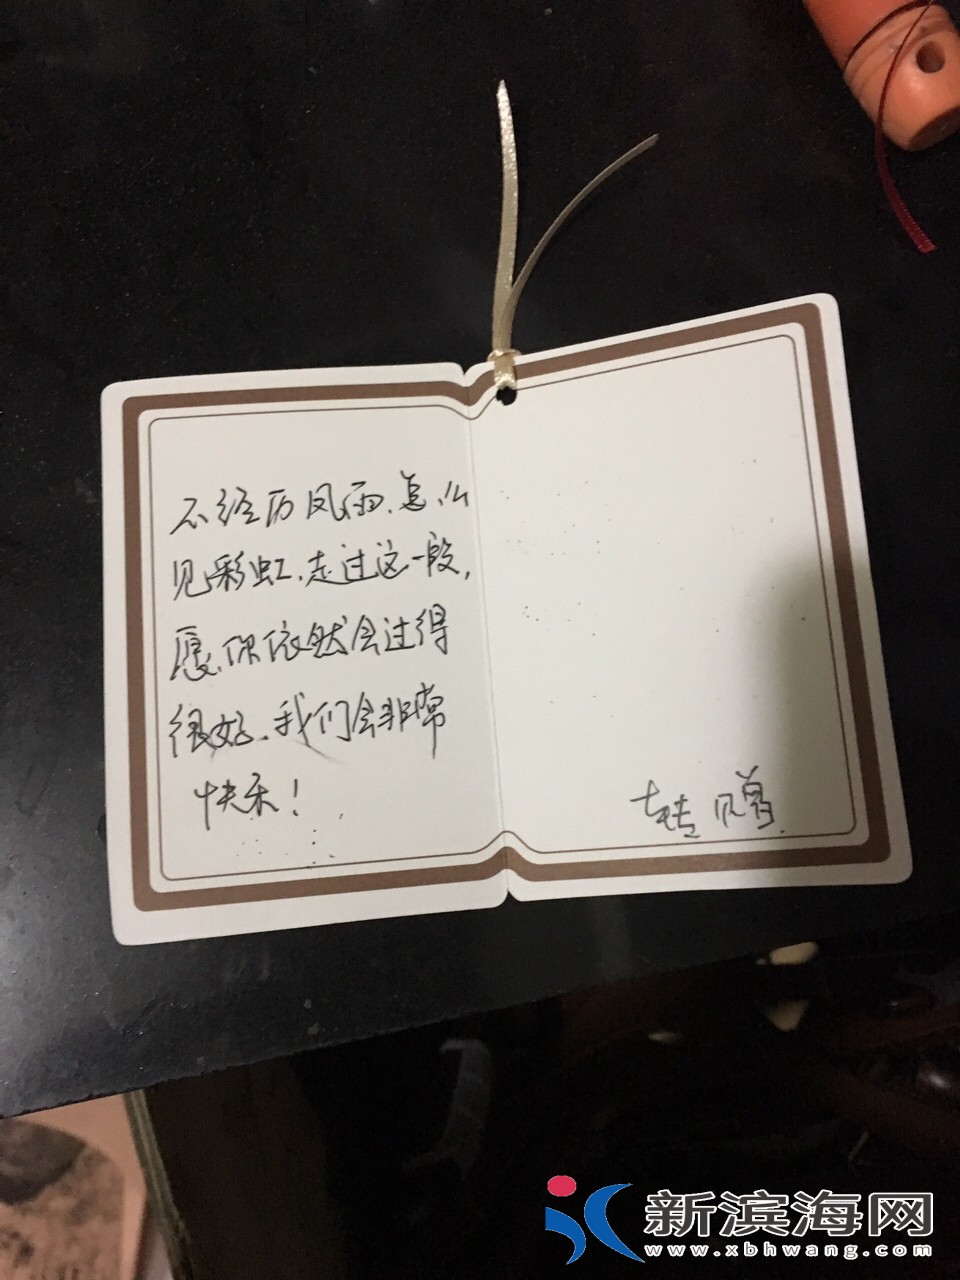 不经历风雨.怎么
见彩虹.走过这一段,
愿.你依然会过得
很好.我们会非常
快乐!
赠
新滨海网
www.xbhwang.com